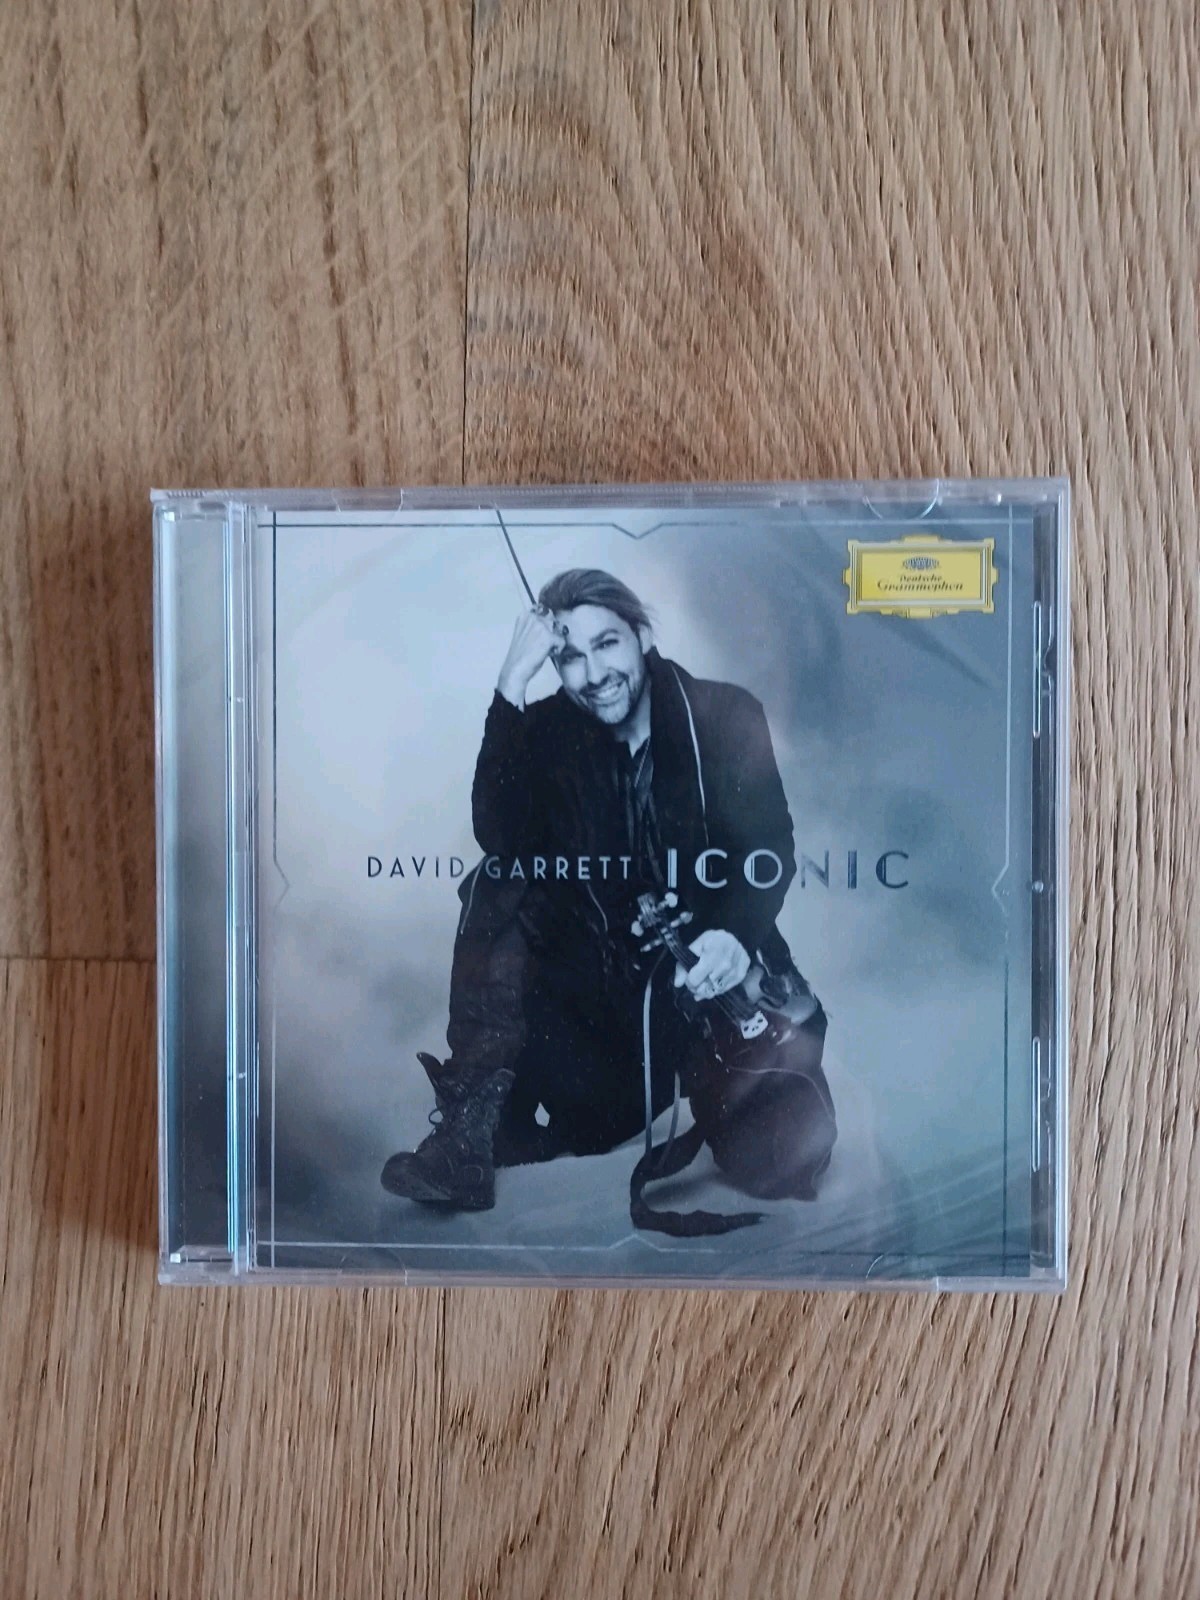 Deutsche
Grammophon
DAVID GARRETT ICONIC